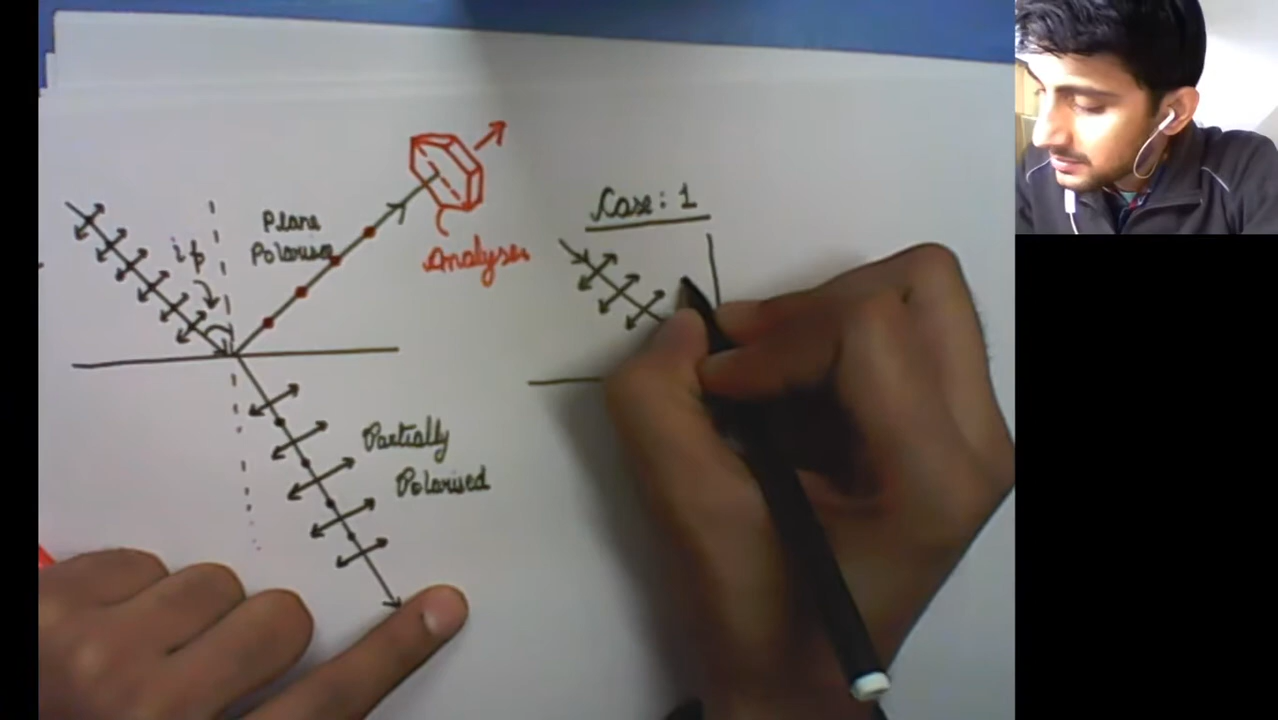 Plane
Polarised
ip
Analyser
Case: 1
Partially
Polarised